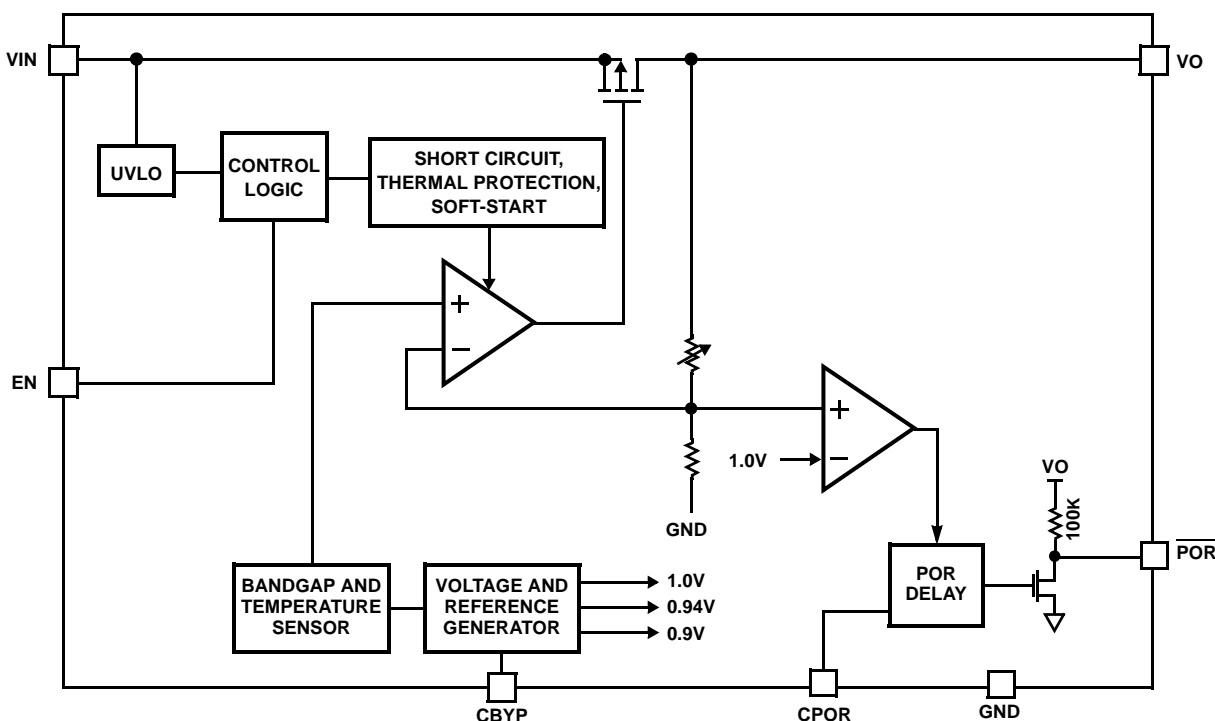 VIN
VO
UVLO
CONTROL
LOGIC
SHORT CIRCUIT,
THERMAL PROTECTION,
SOFT-START
+
−
EN
+
−
1.0V
GND
VO
100K
POR
POR
DELAY
BANDGAP AND
TEMPERATURE
SENSOR
VOLTAGE AND
REFERENCE
GENERATOR
1.0V
0.94V
0.9V
CBYP
CPOR
GND